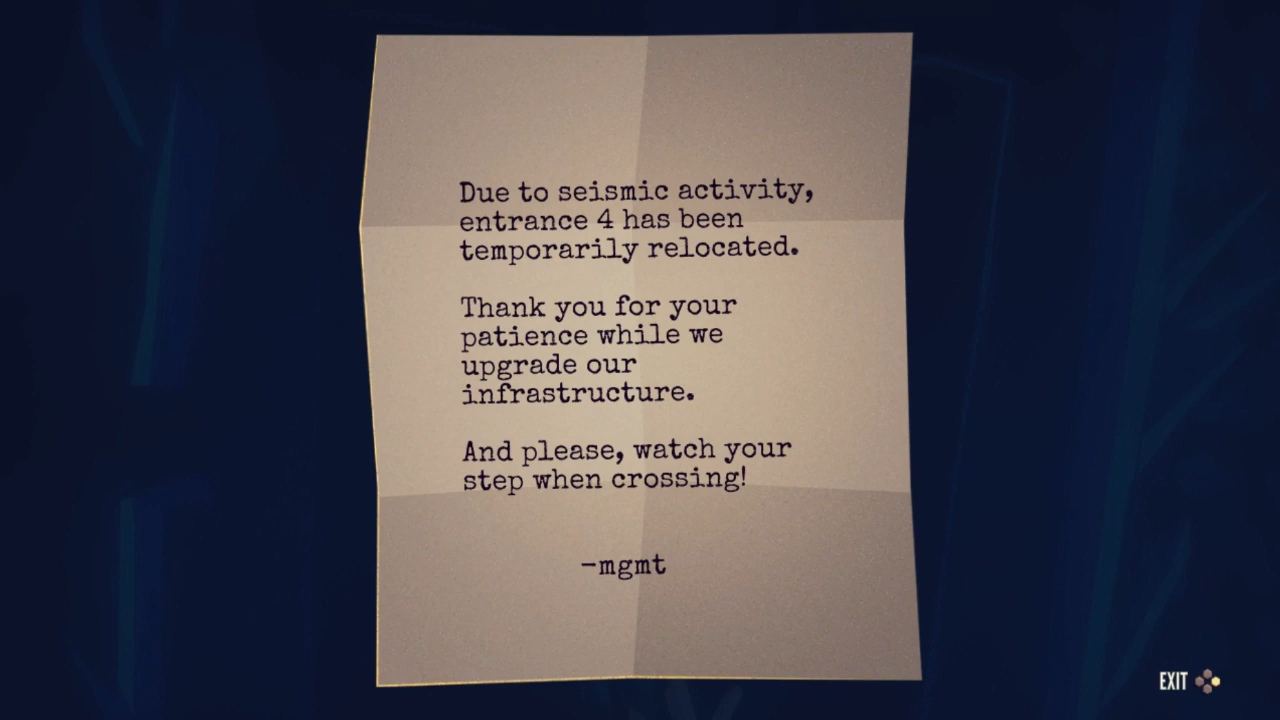 Due to seismic activity,
entrance 4 has been
temporarily relocated.
Thank you for your
patience while we
upgrade our
infrastructure.
And please, watch your
step when crossing!
-mgmt
EXIT